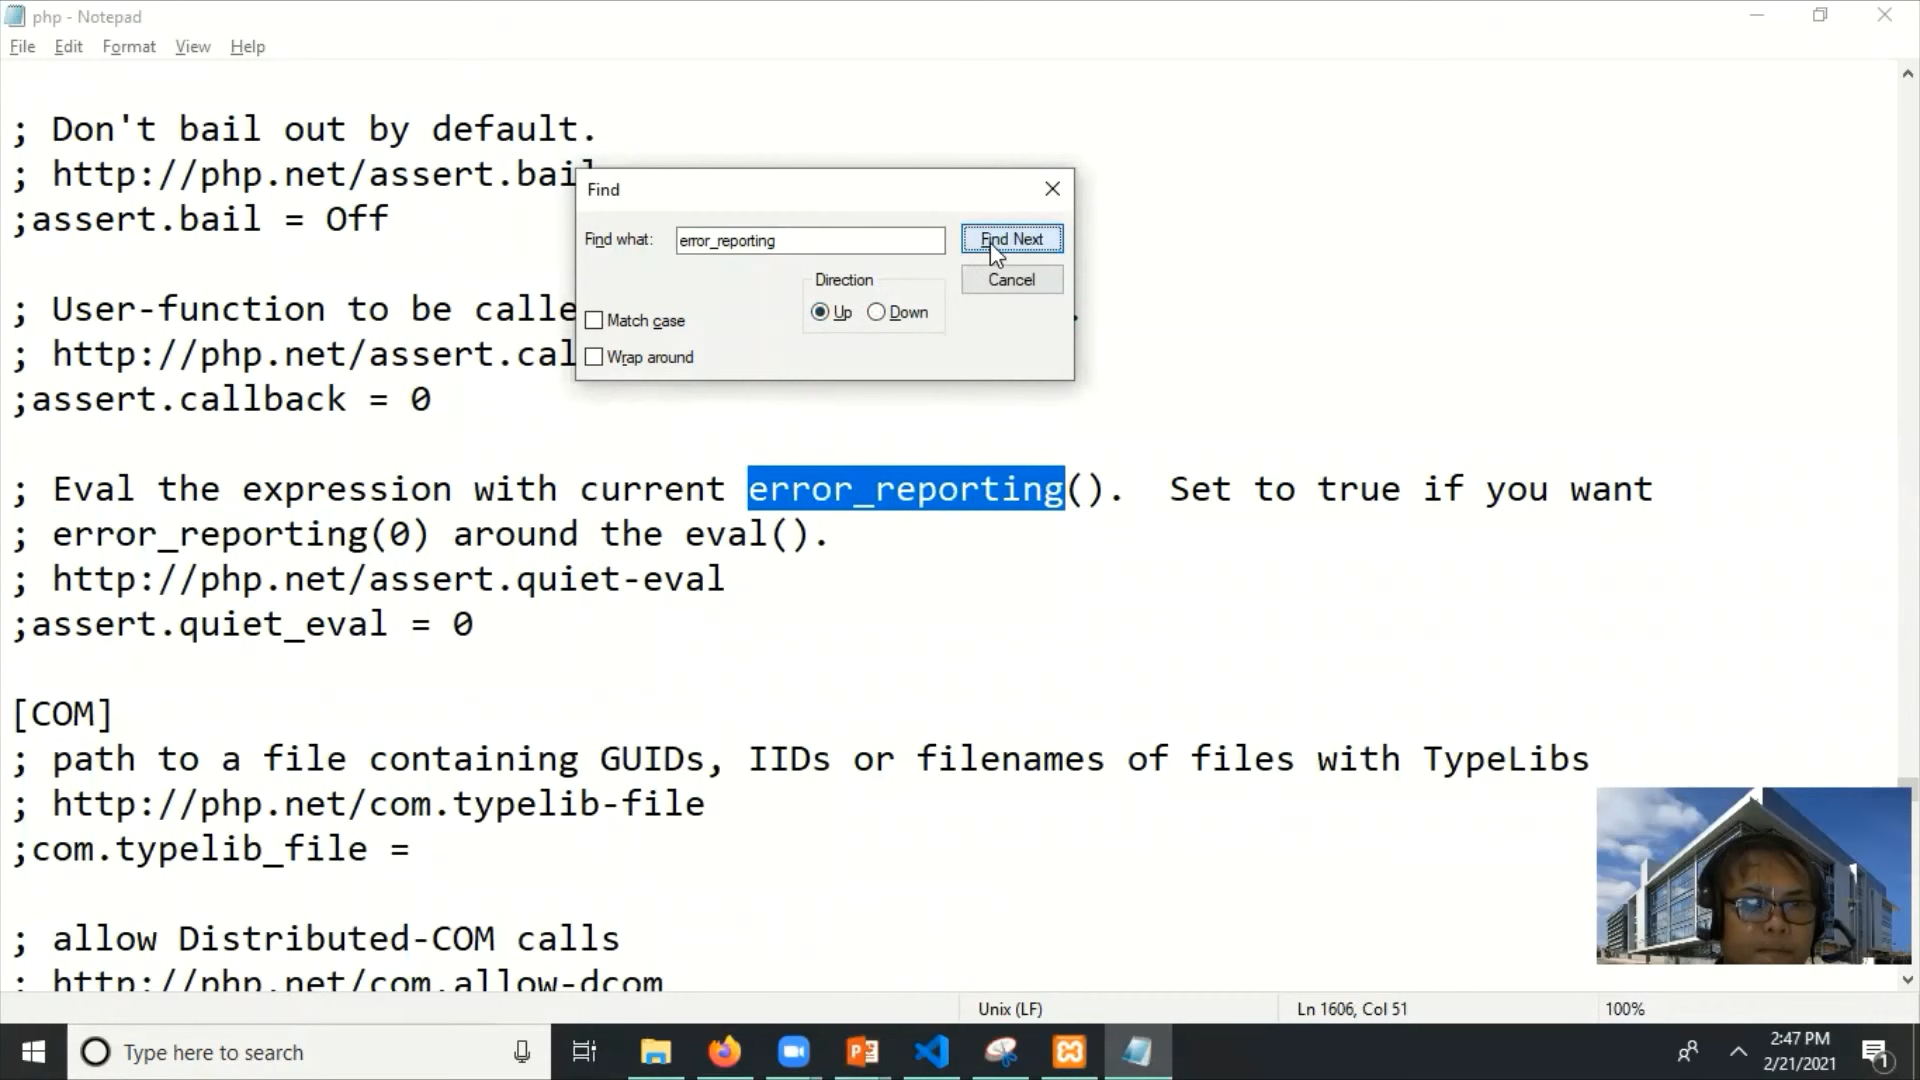 php - Notepad
File Edit Format View Help
; Don't bail out by default.
; http://php.net/assert.bail
;assert.bail = Off
; User-function to be calle
; http://php.net/assert.cal
;assert.callback = 0
Find
Find what: error_reporting Find Next
Direction Cancel
Up Down
Match case
Wrap around
; Eval the expression with current error_reporting(). Set to true if you want
; error_reporting(0) around the eval().
; http://php.net/assert.quiet-eval
;assert.quiet_eval = 0
[COM]
; path to a file containing GUIDs, IIDs or filenames of files with TypeLibs
; http://php.net/com.typelib-file
;com.typelib_file =
; allow Distributed-COM calls
; http://php.net/com.allow-dcom
Unix (LF) Ln 1606, Col 51 100%
Type here to search
2:47 PM
2/21/2021
1